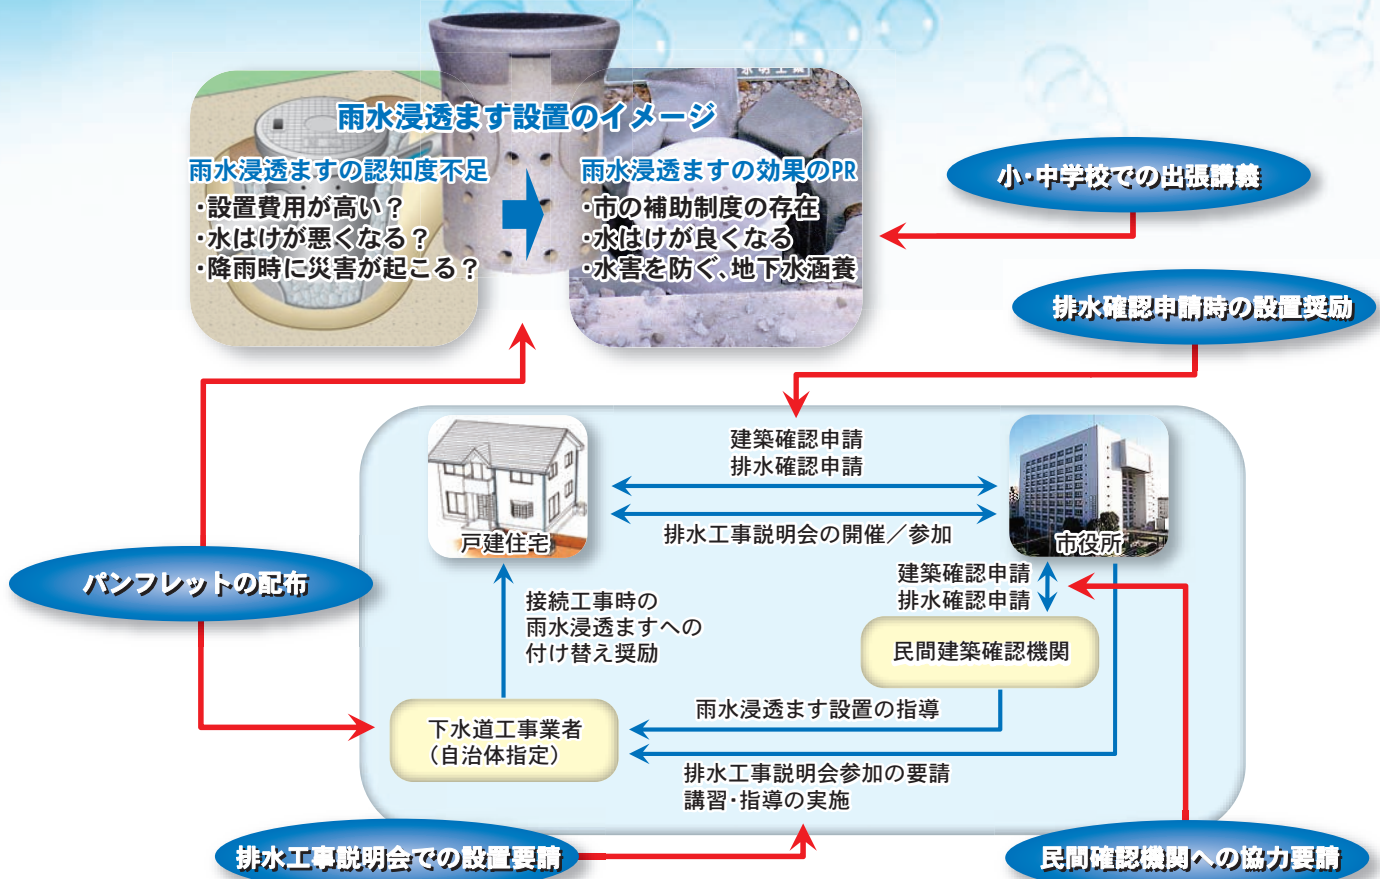 雨水浸透ます設置のイメージ
雨水浸透ますの認知度不足
・設置費用が高い？
・水はけが悪くなる？
・降雨時に災害が起こる？
雨水浸透ますの効果のPR
・市の補助制度の存在
・水はけが良くなる
・水害を防ぐ、地下水涵養
小・中学校での出張講義
排水確認申請時の設置奨励
建築確認申請
排水確認申請
排水工事説明会の開催／参加
戸建住宅
市役所
パンフレットの配布
接続工事時の
雨水浸透ますへの
付け替え奨励
建築確認申請
排水確認申請
民間建築確認機関
雨水浸透ます設置の指導
下水道工事業者
（自治体指定）
排水工事説明会参加の要請
講習・指導の実施
排水工事説明会での設置要請
民間確認機関への協力要請